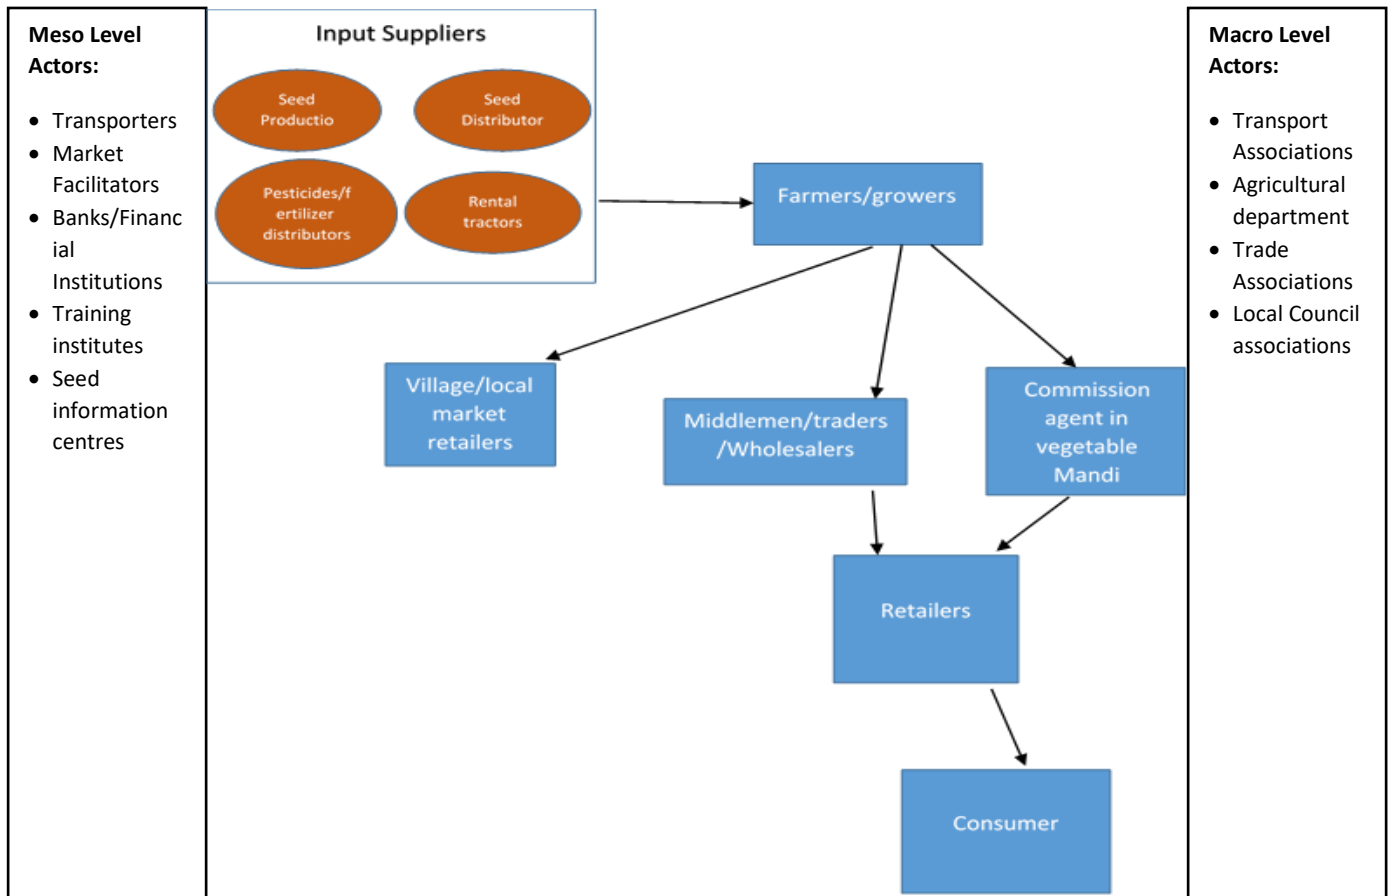 Meso Level
Actors:
• Transporters
• Market
Facilitators
• Banks/Financ
ial
Institutions
• Training
institutes
• Seed
information
centres
Input Suppliers
Seed
Productio
Seed
Distributor
Pesticides/f
ertilizer
distributors
Rental
tractors
Farmers/growers
Village/local
market
retailers
Middlemen/traders
/Wholesalers
Commission
agent in
vegetable
Mandi
Retailers
Consumer
Macro Level
Actors:
• Transport
Associations
• Agricultural
department
• Trade
Associations
• Local Council
associations